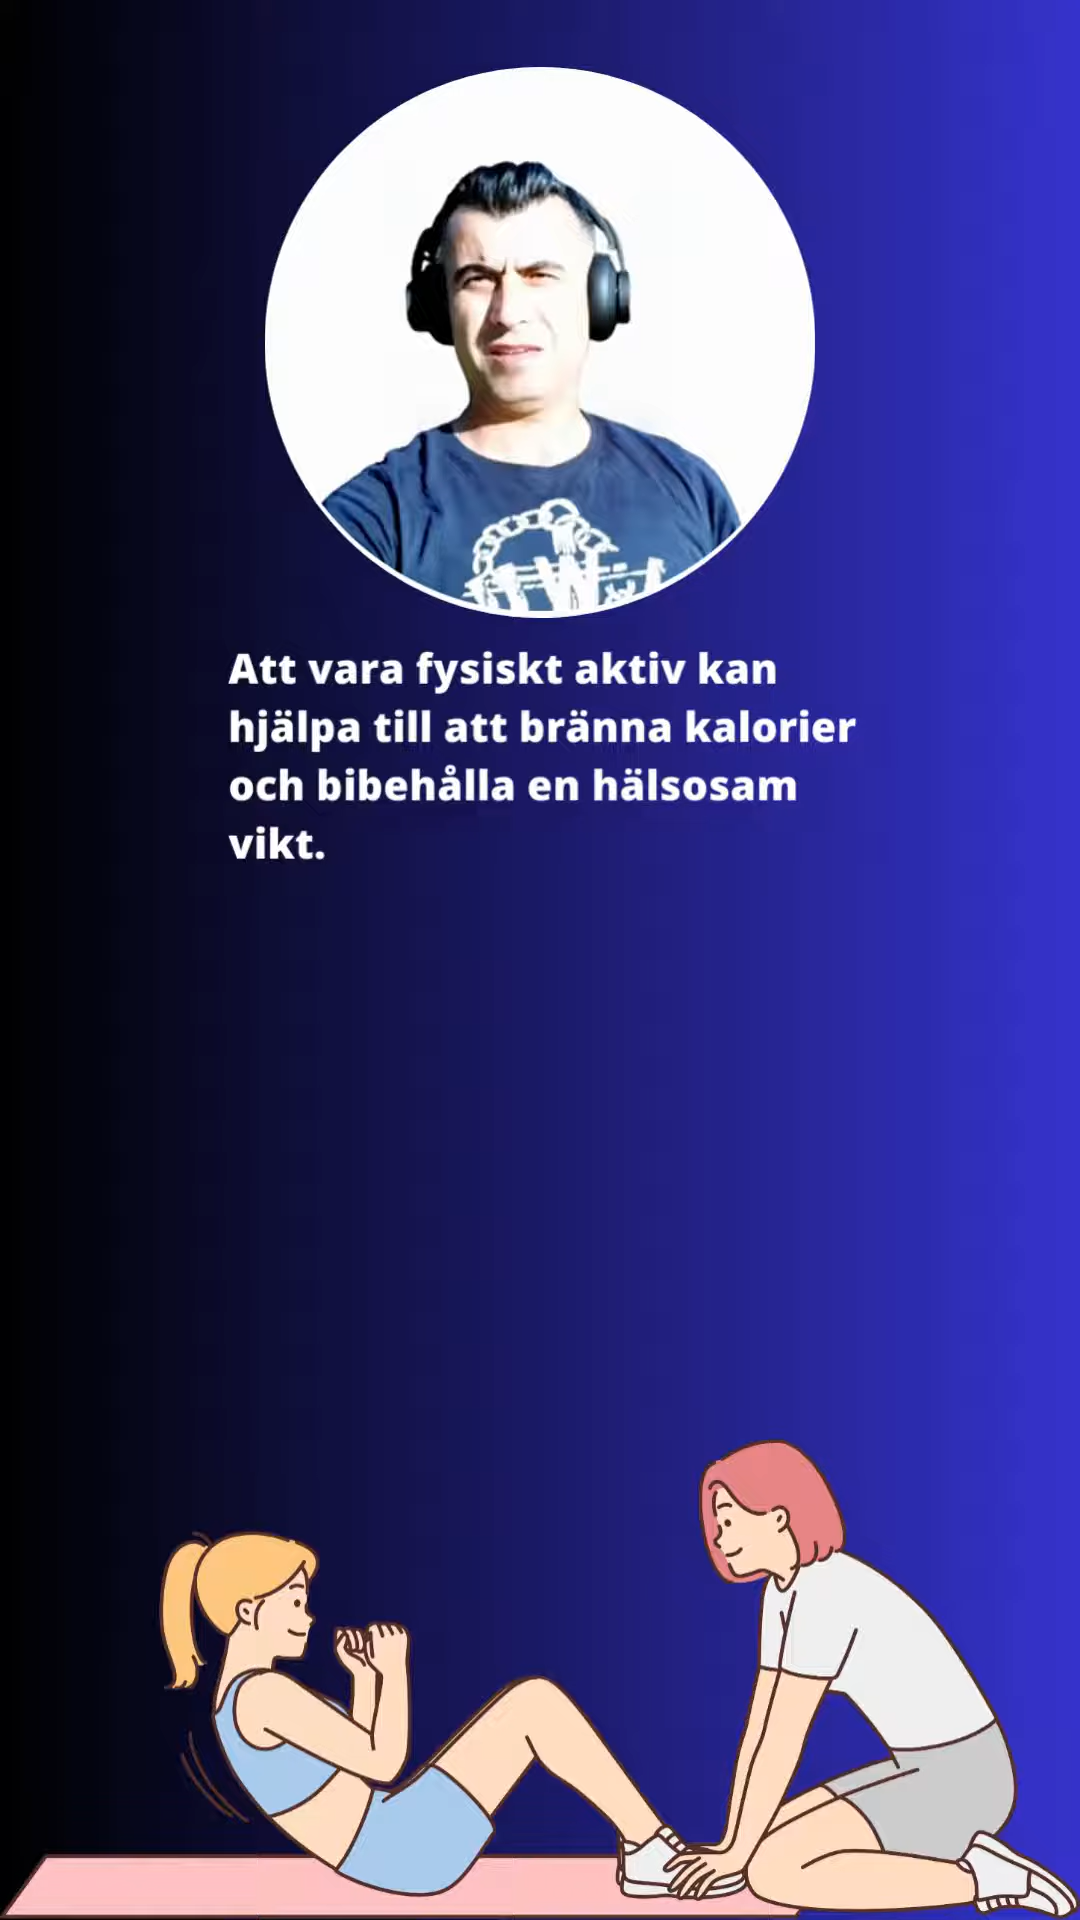 Att vara fysiskt aktiv kan
hjälpa till att bränna kalorier
och bibehålla en hälsosam
vikt.